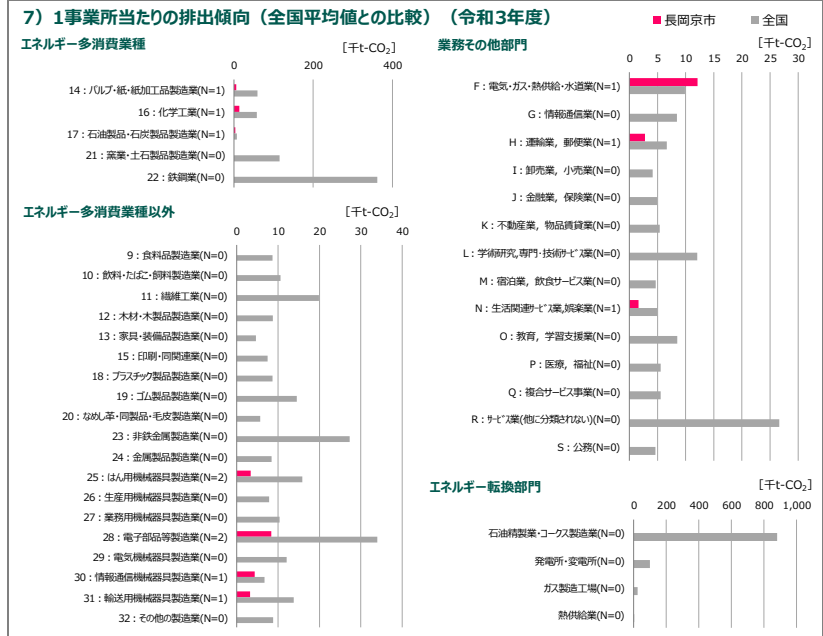 7）1事業所当たりの排出傾向（全国平均値との比較）（令和3年度）
■長岡京市 ■全国
エネルギー多消費業種
［千t-CO₂］
0 200 400
14：パルプ・紙・紙加工品製造業(N=1)
16：化学工業(N=1)
17：石油製品・石炭製品製造業(N=1)
21：窯業・土石製品製造業(N=0)
22：鉄鋼業(N=0)
エネルギー多消費業種以外
［千t-CO₂］
0 10 20 30 40
9：食料品製造業(N=0)
10：飲料・たばこ・飼料製造業(N=0)
11：繊維工業(N=0)
12：木材・木製品製造業(N=0)
13：家具・装備品製造業(N=0)
15：印刷・同関連業(N=0)
18：プラスチック製品製造業(N=0)
19：ゴム製品製造業(N=0)
20：なめし革・同製品・毛皮製造業(N=0)
23：非鉄金属製造業(N=0)
24：金属製品製造業(N=0)
25：はん用機械器具製造業(N=2)
26：生産用機械器具製造業(N=0)
27：業務用機械器具製造業(N=0)
28：電子部品等製造業(N=2)
29：電気機械器具製造業(N=0)
30：情報通信機械器具製造業(N=1)
31：輸送用機械器具製造業(N=1)
32：その他の製造業(N=0)
業務その他部門
［千t-CO₂］
0 5 10 15 20 25 30
F：電気・ガス・熱供給・水道業(N=1)
G：情報通信業(N=0)
H：運輸業，郵便業(N=1)
I：卸売業，小売業(N=0)
J：金融業，保険業(N=0)
K：不動産業，物品賃貸業(N=0)
L：学術研究,専門・技術ｻｰﾋﾞｽ業(N=0)
M：宿泊業，飲食サービス業(N=0)
N：生活関連ｻｰﾋﾞｽ業,娯楽業(N=1)
O：教育，学習支援業(N=0)
P：医療，福祉(N=0)
Q：複合サービス事業(N=0)
R：ｻｰﾋﾞｽ業(他に分類されない)(N=0)
S：公務(N=0)
エネルギー転換部門
［千t-CO₂］
0 200 400 600 800 1,000
石油精製業・コークス製造業(N=0)
発電所・変電所(N=0)
ガス製造工場(N=0)
熱供給業(N=0)